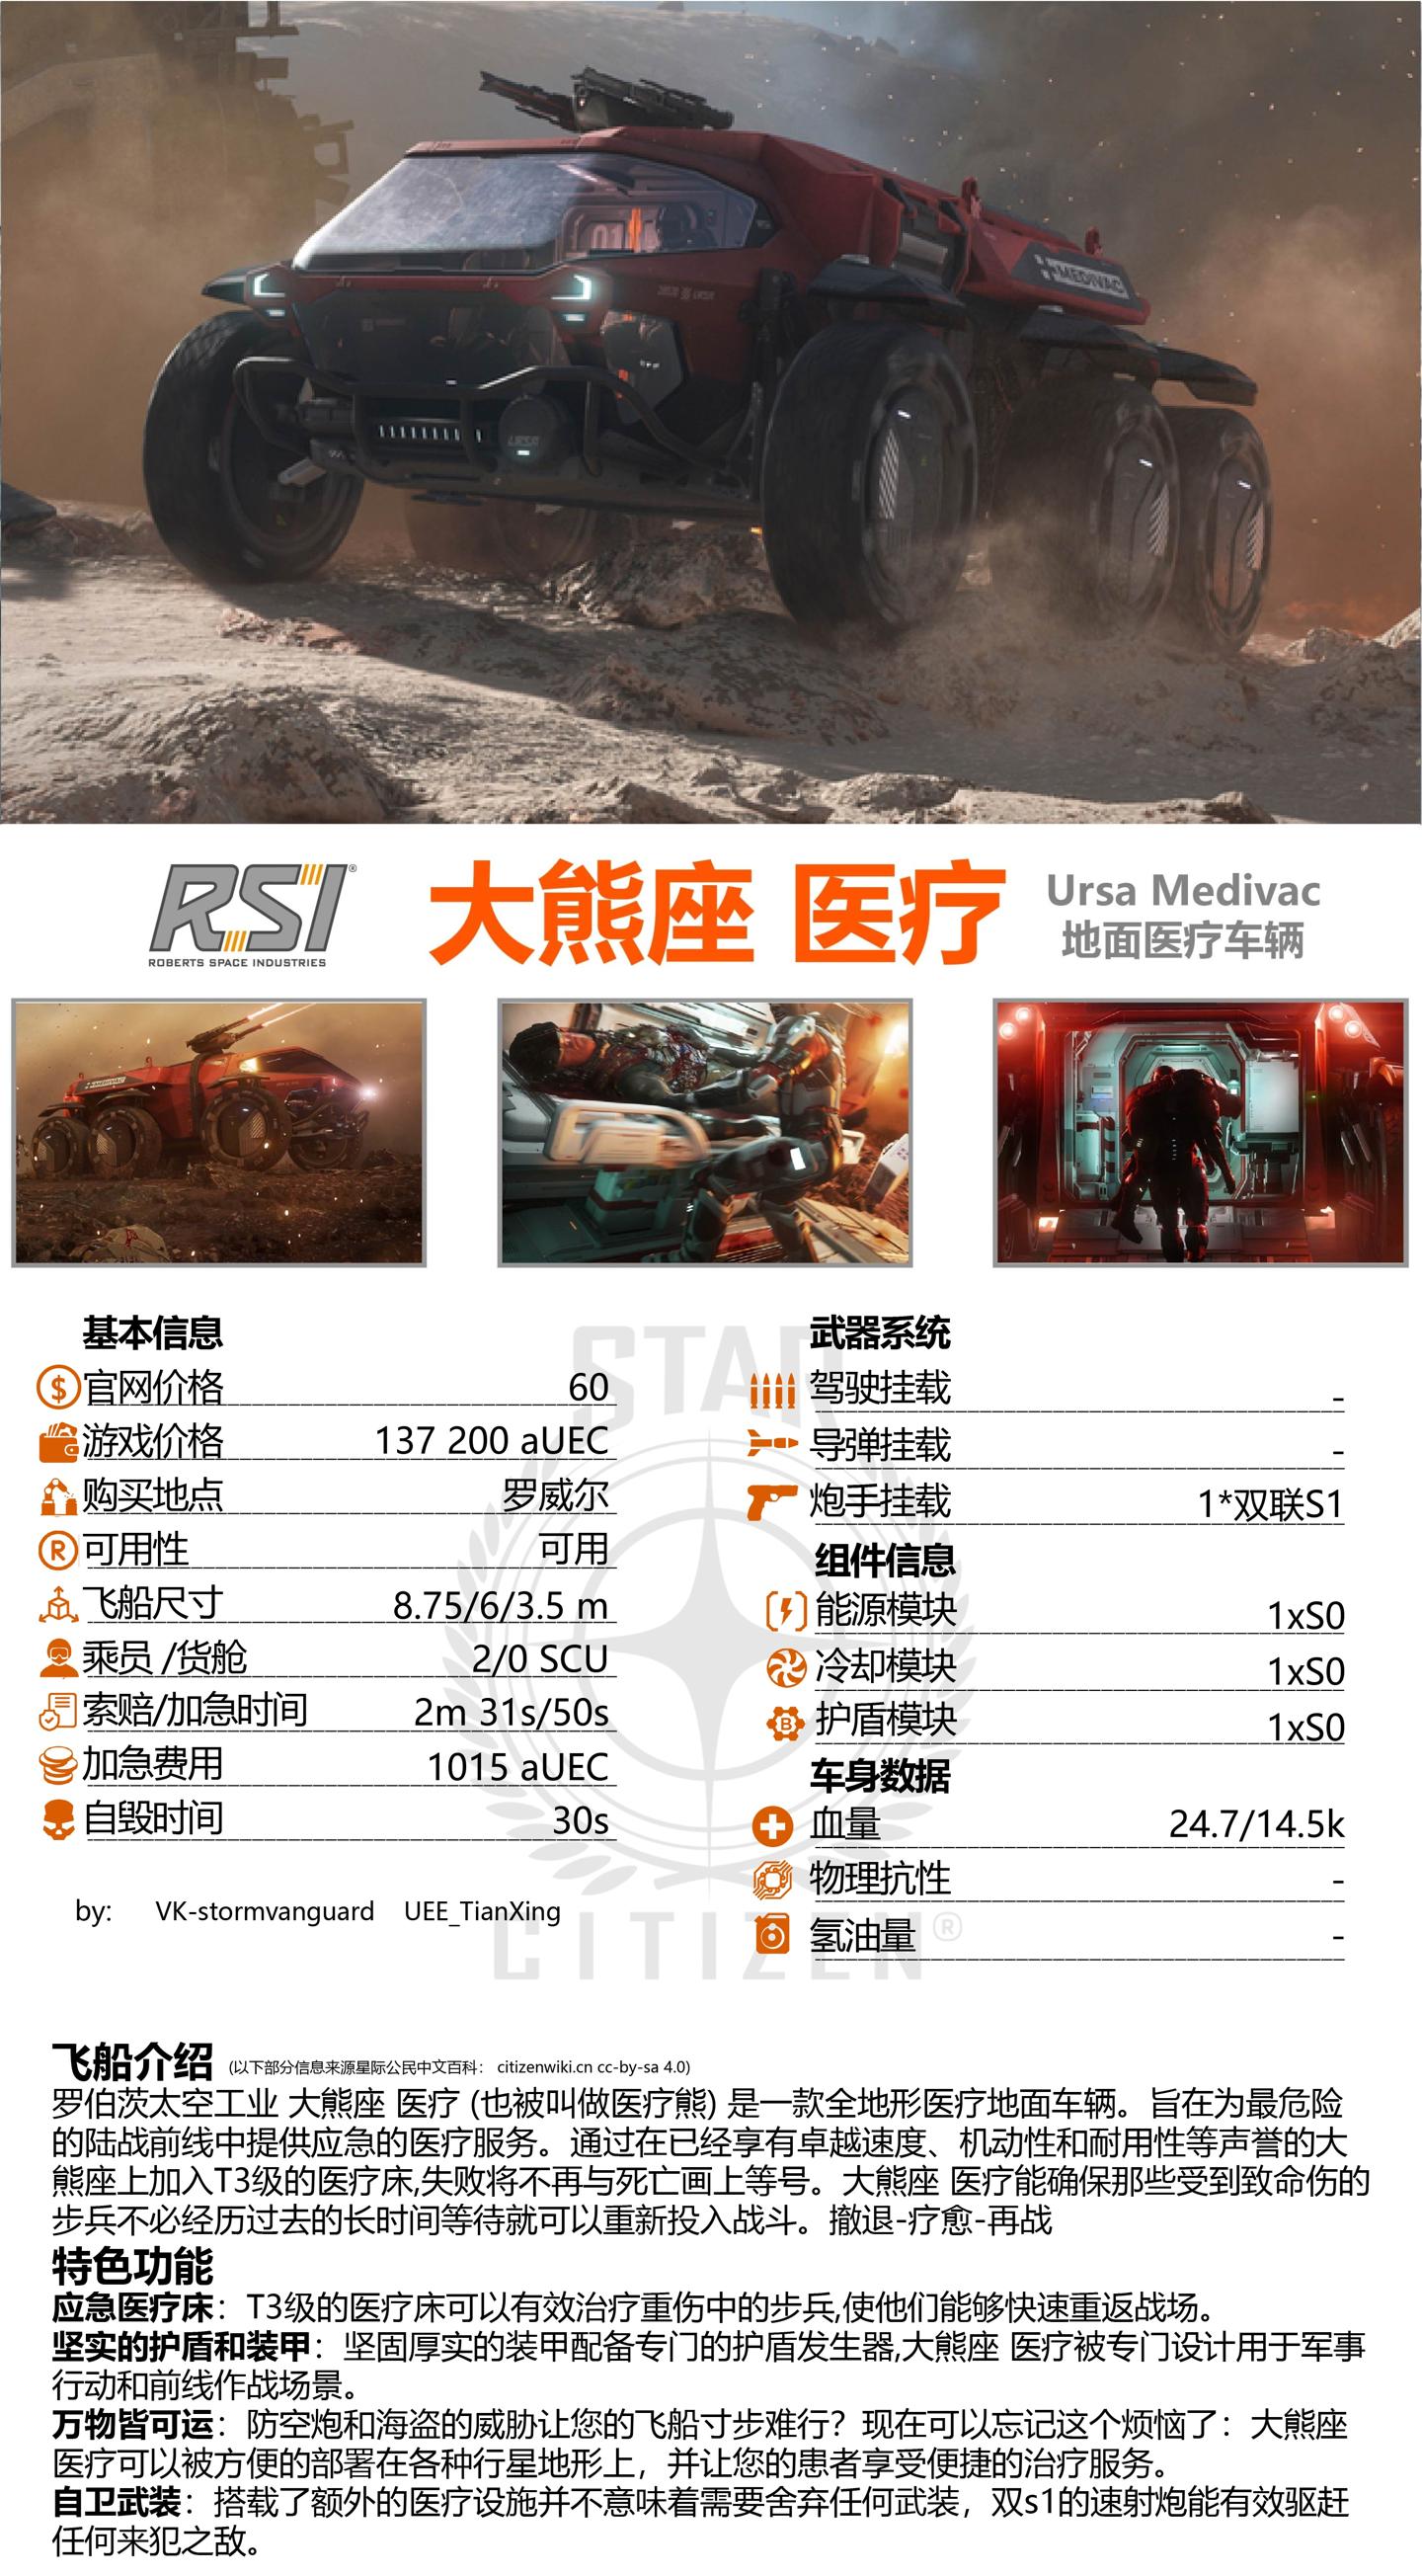 MEDIVAC
RSI
ROBERTS SPACE INDUSTRIES
大熊座 医疗
Ursa Medivac
地面医疗车辆
基本信息
官网价格 60
游戏价格 137 200 aUEC
购买地点 罗威尔
可用性 可用
飞船尺寸 8.75/6/3.5 m
乘员 /货舱 2/0 SCU
索赔/加急时间 2m 31s/50s
加急费用 1015 aUEC
自毁时间 30s
by: VK-stormvanguard UEE_TianXing
武器系统
驾驶挂载 -
导弹挂载 -
炮手挂载 1*双联S1
组件信息
能源模块 1xS0
冷却模块 1xS0
护盾模块 1xS0
车身数据
血量 24.7/14.5k
物理抗性 -
氢油量 -
STAR
CITIZEN®
飞船介绍 (以下部分信息来源星际公民中文百科： citizenwiki.cn cc-by-sa 4.0)
罗伯茨太空工业 大熊座 医疗 (也被叫做医疗熊) 是一款全地形医疗地面车辆。旨在为最危险
的陆战前线中提供应急的医疗服务。通过在已经享有卓越速度、机动性和耐用性等声誉的大
熊座上加入T3级的医疗床,失败将不再与死亡画上等号。大熊座 医疗能确保那些受到致命伤的
步兵不必经历过去的长时间等待就可以重新投入战斗。撤退-疗愈-再战
特色功能
应急医疗床：T3级的医疗床可以有效治疗重伤中的步兵,使他们能够快速重返战场。
坚实的护盾和装甲：坚固厚实的装甲配备专门的护盾发生器,大熊座 医疗被专门设计用于军事
行动和前线作战场景。
万物皆可运：防空炮和海盗的威胁让您的飞船寸步难行？现在可以忘记这个烦恼了：大熊座
医疗可以被方便的部署在各种行星地形上，并让您的患者享受便捷的治疗服务。
自卫武装：搭载了额外的医疗设施并不意味着需要舍弃任何武装，双s1的速射炮能有效驱赶
任何来犯之敌。